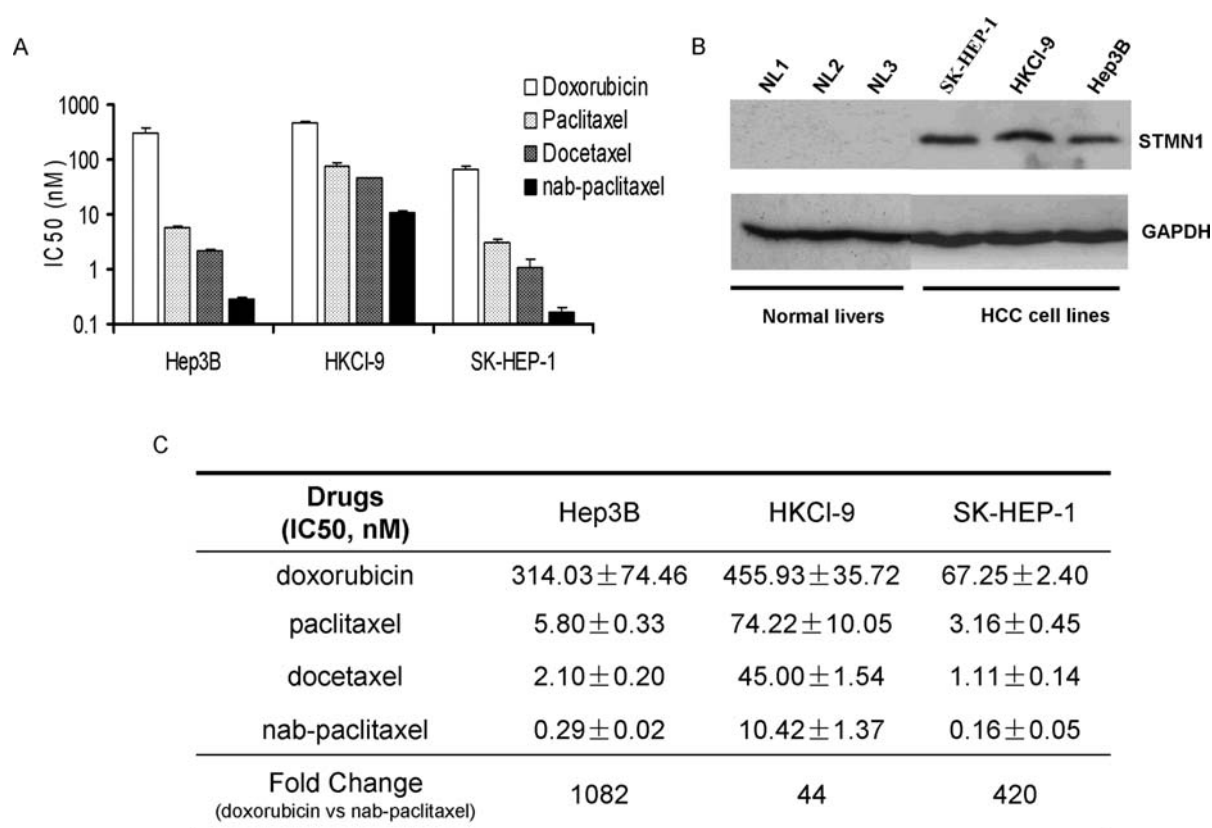 A
IC50 (nM)
1000
100
10
1
0.1
Doxorubicin
Paclitaxel
Docetaxel
nab-paclitaxel
Hep3B HKCI-9 SK-HEP-1
B
NL1 NL2 NL3 SK-HEP-1 HKCI-9 Hep3B
STMN1
GAPDH
Normal livers HCC cell lines
C
Drugs
(IC50, nM) Hep3B HKCI-9 SK-HEP-1
doxorubicin 314.03±74.46 455.93±35.72 67.25±2.40
paclitaxel 5.80±0.33 74.22±10.05 3.16±0.45
docetaxel 2.10±0.20 45.00±1.54 1.11±0.14
nab-paclitaxel 0.29±0.02 10.42±1.37 0.16±0.05
Fold Change
(doxorubicin vs nab-paclitaxel) 1082 44 420